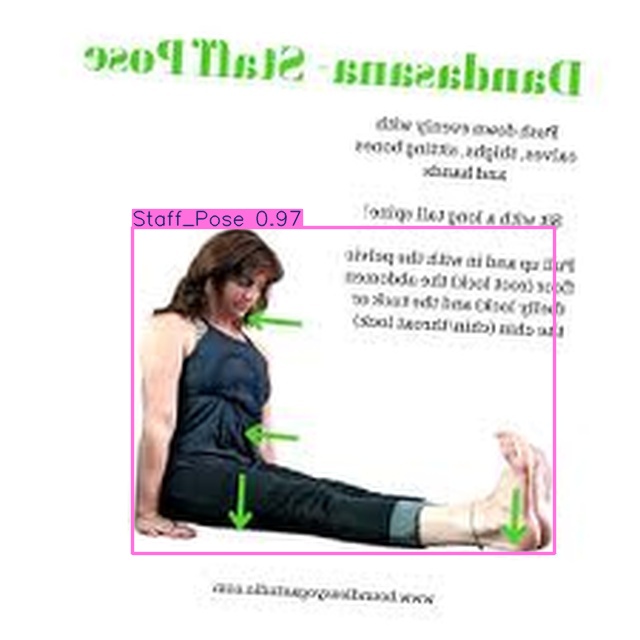 Dandasana - Staff Pose
Push down evenly with
calves, thighs, sitting bones
and hands
Sit with a long tall spine!
Staff_Pose 0.97
Pull up and in with the pelvic
floor (root lock) the abdomen
(belly lock) and the tuck or
the chin (chin/throat lock)
www.boundlessyogastudio.com